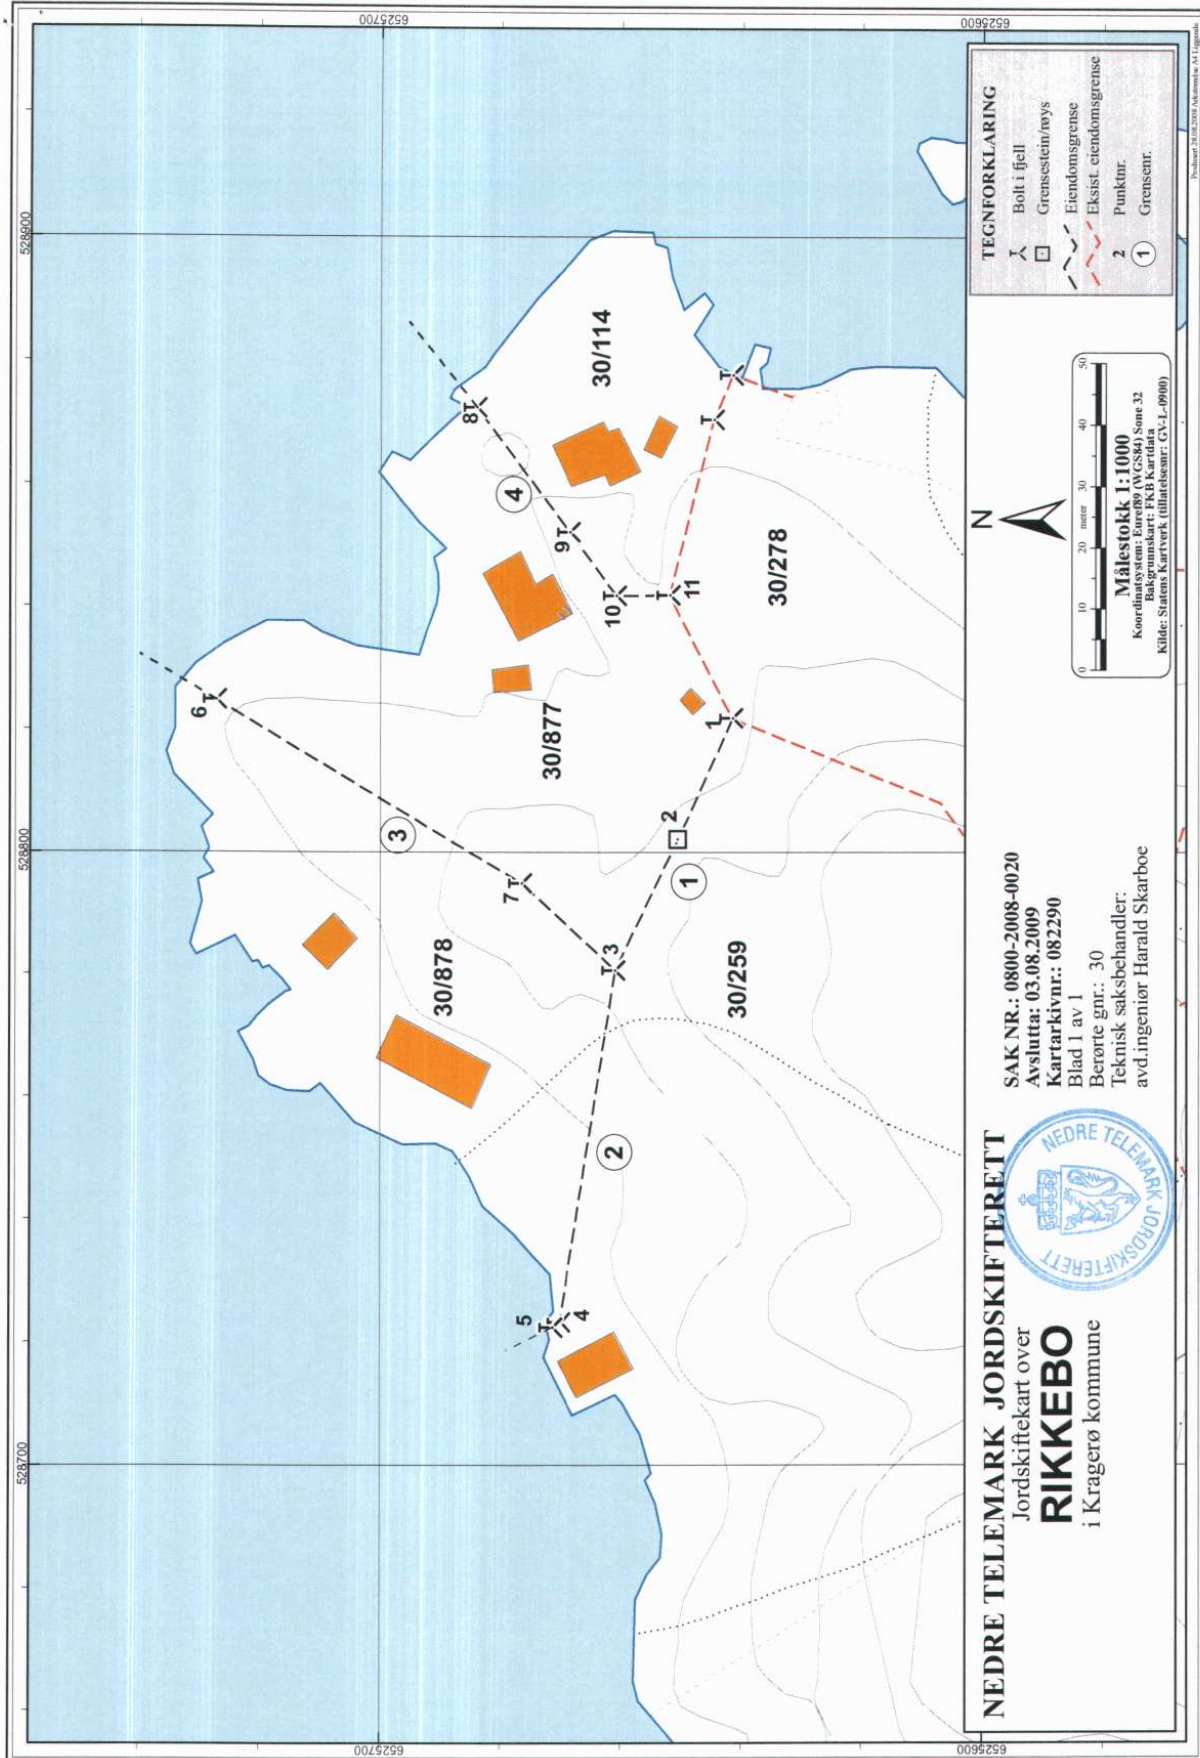 528700
528800
528900
6525700
6525700
6525600
6525600
6
8
3
4
9
30/114
10
11
30/877
7
30/878
5
4
3
2
1
1
2
30/278
30/259
NEDRE TELEMARK JORDSKIFTERETT
Jordskiftekart over
RIKKEBO
i Kragerø kommune
NEDRE TELEMARK JORDSKIFTERETT
SAK NR.: 0800-2008-0020
Avslutta: 03.08.2009
Kartarkivnr.: 082290
Blad 1 av 1
Berørte gnr.: 30
Teknisk saksbehandler:
avd.ingeniør Harald Skarboe
N
0 10 20 meter 30 40 50
Målestokk 1:1000
Koordinatsystem: Euref89 (WGS84) Sone 32
Bakgrunnskart: FKB Kartdata
Kilde: Statens Kartverk (tillatelsesnr: GV-L-0900)
TEGNFORKLARING
Bolt i fjell
Grensestein/røys
Eiendomsgrense
Eksist. eiendomsgrense
2 Punktnr.
1 Grensenr.